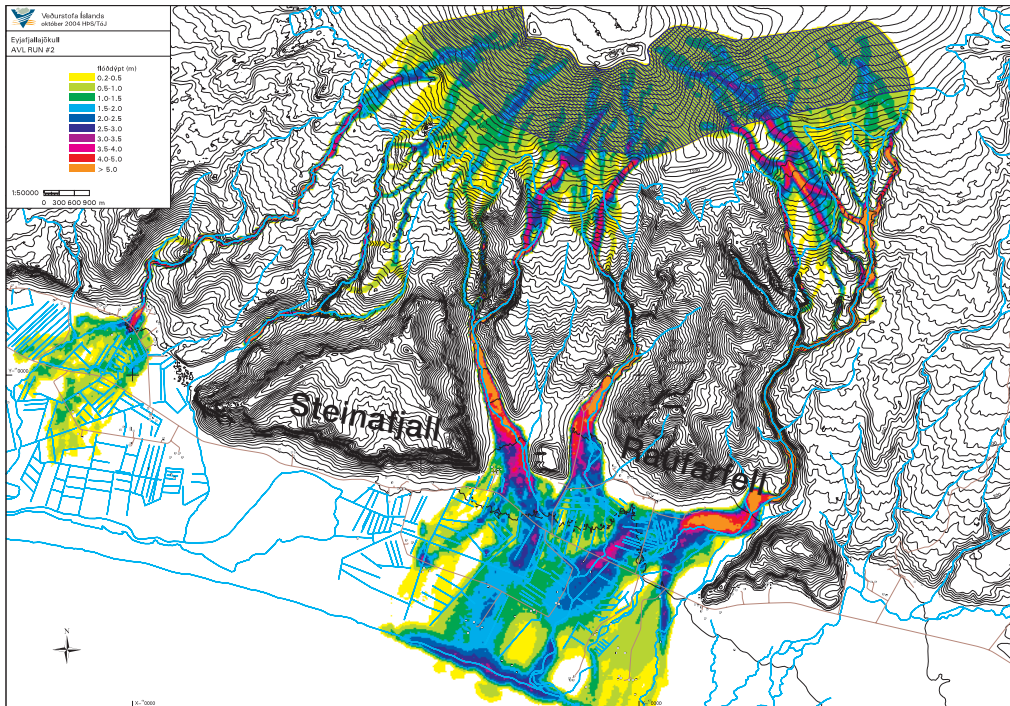 Veðurstofa Íslands
október 2004 HÞS/TóJ
Eyjafjallajökull
AVL RUN #2
flóðdýpt (m)
0.2-0.5
0.5-1.0
1.0-1.5
1.5-2.0
2.0-2.5
2.5-3.0
3.0-3.5
3.5-4.0
4.0-5.0
> 5.0
1:50000
0 300 600 900 m
Steinafjall
Raufarfell
N